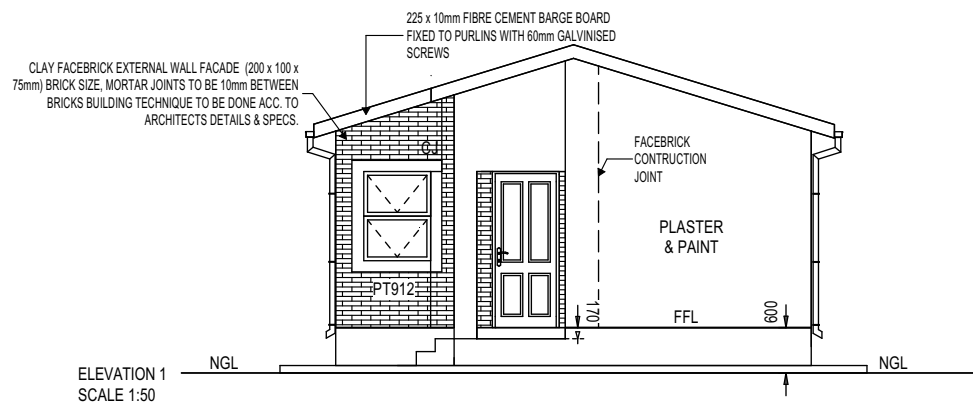 225 x 10mm FIBRE CEMENT BARGE BOARD
FIXED TO PURLINS WITH 60mm GALVINISED
SCREWS
CLAY FACEBRICK EXTERNAL WALL FACADE (200 x 100 x
75mm) BRICK SIZE, MORTAR JOINTS TO BE 10mm BETWEEN
BRICKS BUILDING TECHNIQUE TO BE DONE ACC. TO
ARCHITECTS DETAILS & SPECS.
CJ
FACEBRICK
CONTRUCTION
JOINT
PLASTER
& PAINT
PT912
170
FFL
600
NGL
NGL
ELEVATION 1
SCALE 1:50